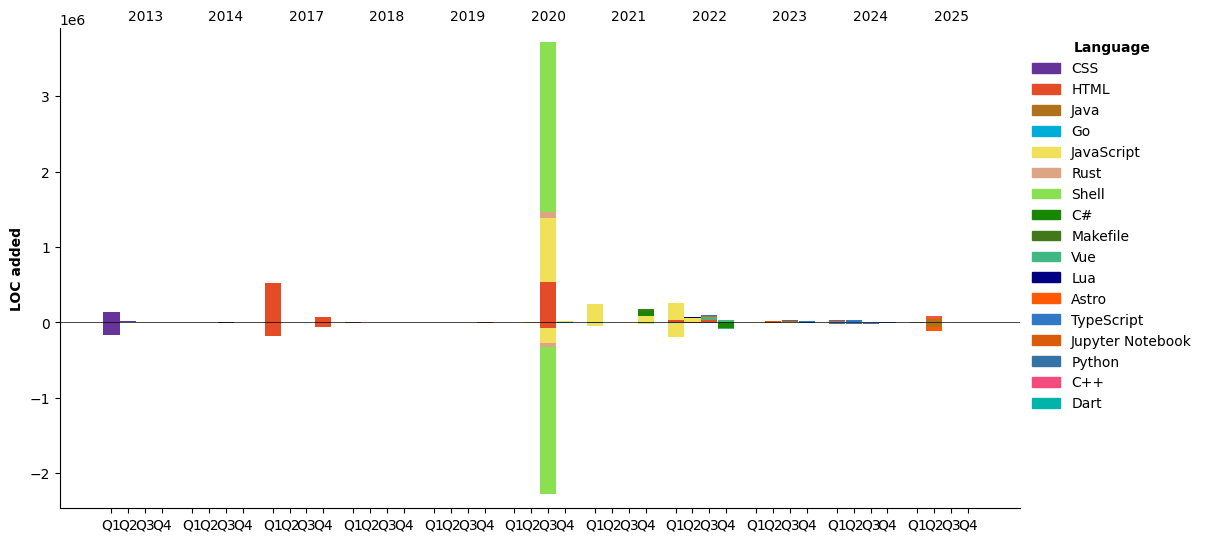 1e6
2013 2014 2017 2018 2019 2020 2021 2022 2023 2024 2025
LOC added
3
2
1
0
−1
−2
Q1Q2Q3Q4 Q1Q2Q3Q4 Q1Q2Q3Q4 Q1Q2Q3Q4 Q1Q2Q3Q4 Q1Q2Q3Q4 Q1Q2Q3Q4 Q1Q2Q3Q4 Q1Q2Q3Q4 Q1Q2Q3Q4 Q1Q2Q3Q4
Language
CSS
HTML
Java
Go
JavaScript
Rust
Shell
C#
Makefile
Vue
Lua
Astro
TypeScript
Jupyter Notebook
Python
C++
Dart